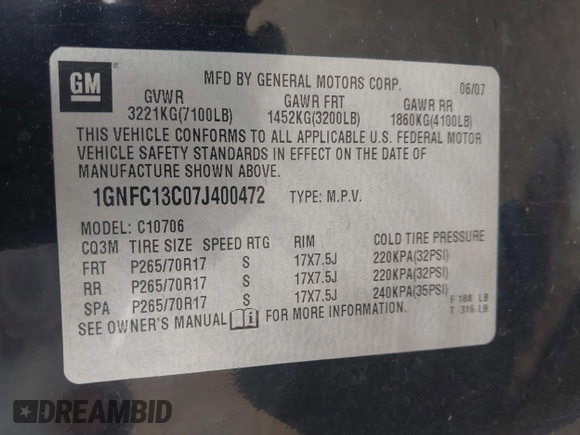 GM ®
MFD BY GENERAL MOTORS CORP. 06/07
GVWR GAWR FRT GAWR RR
3221KG(7100LB) 1452KG(3200LB) 1860KG(4100LB)
THIS VEHICLE CONFORMS TO ALL APPLICABLE U.S. FEDERAL MOTOR
VEHICLE SAFETY STANDARDS IN EFFECT ON THE DATE OF
MANUFACTURE SHOWN ABOVE.
1GNFC13C07J400472 TYPE: M.P.V.
MODEL: C10706
CQ3M TIRE SIZE SPEED RTG RIM COLD TIRE PRESSURE
FRT P265/70R17 S 17X7.5J 220KPA(32PSI)
RR P265/70R17 S 17X7.5J 220KPA(32PSI)
SPA P265/70R17 S 17X7.5J 240KPA(35PSI)
F 188 LB
SEE OWNER'S MANUAL i FOR MORE INFORMATION. T 316 LB
DREAMBID